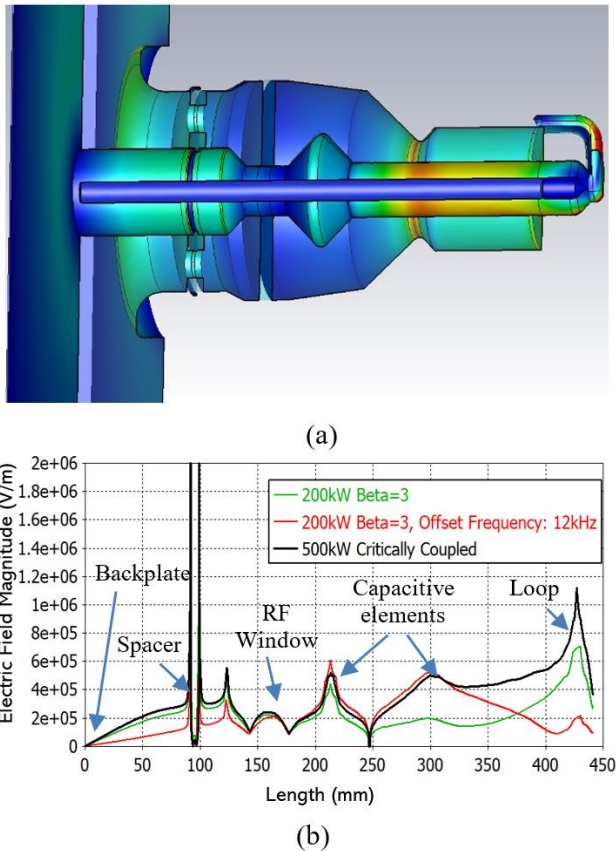 (a)
2e+06
1.8e+06
1.6e+06
1.4e+06
1.2e+06
1e+06
8e+05
6e+05
4e+05
2e+05
0
Electric Field Magnitude (V/m)
200kW Beta=3
200kW Beta=3, Offset Frequency: 12kHz
500kW Critically Coupled
Backplate
Spacer
RF
Window
Capacitive
elements
Loop
0 50 100 150 200 250 300 350 400 450
Length (mm)
(b)